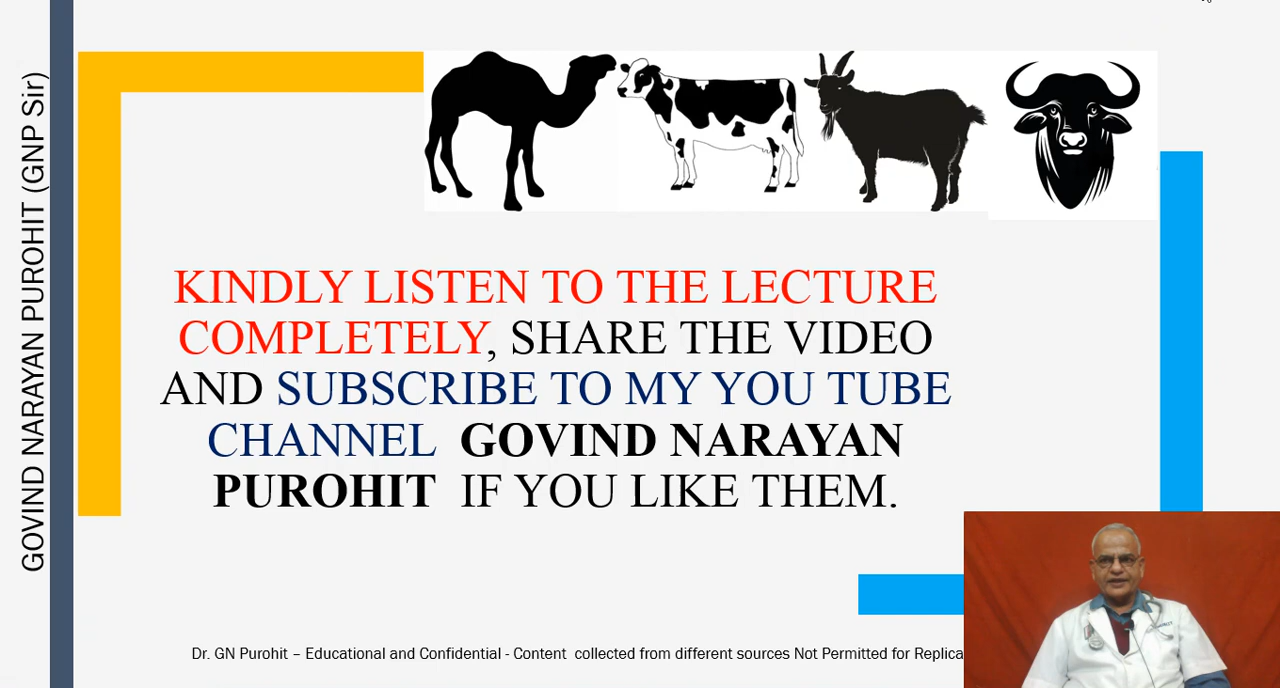 GOVIND NARAYAN PUROHIT (GNP Sir)
KINDLY LISTEN TO THE LECTURE
COMPLETELY, SHARE THE VIDEO
AND SUBSCRIBE TO MY YOU TUBE
CHANNEL GOVIND NARAYAN
PUROHIT IF YOU LIKE THEM.
Dr. GN Purohit – Educational and Confidential - Content collected from different sources Not Permitted for Replica